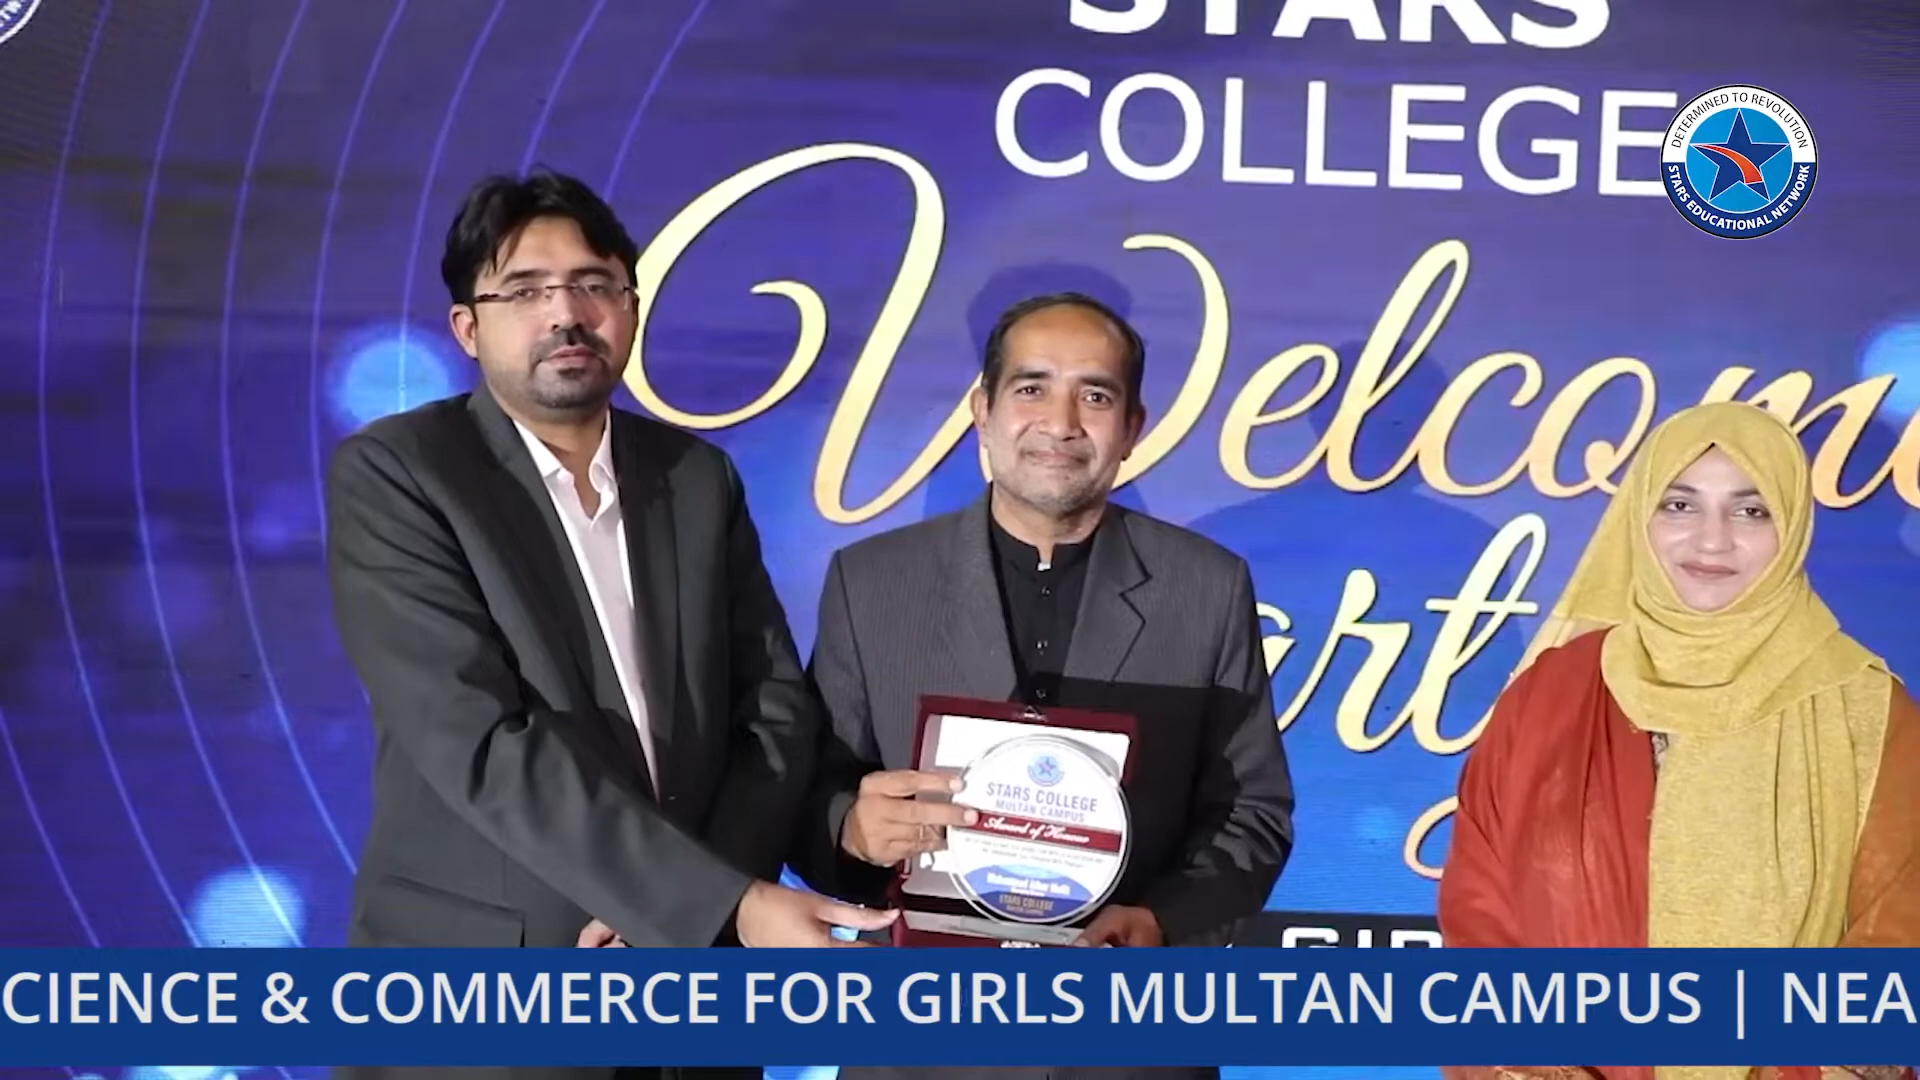 STARS
COLLEGE
Welcome
Party
DETERMINED TO REVOLUTION
STARS EDUCATIONAL NETWORK
STARS COLLEGE
MULTAN CAMPUS
Award of Honour
STARS COLLEGE
CIENCE & COMMERCE FOR GIRLS MULTAN CAMPUS | NEA